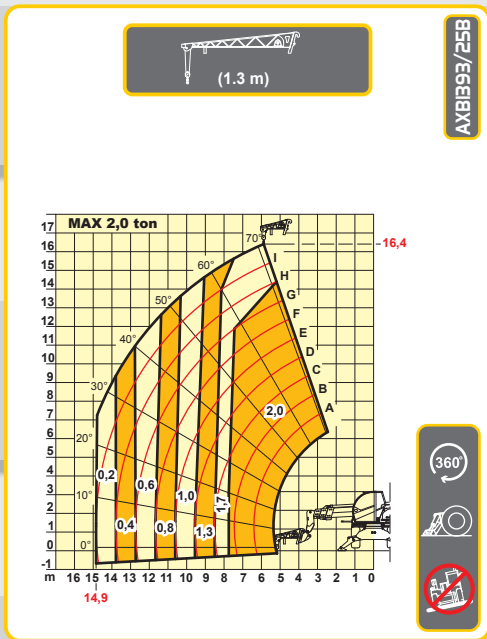 AXB1393/25B
(1.3 m)
MAX 2,0 ton
17
16
15
14
13
12
11
10
9
8
7
6
5
4
3
2
1
0
-1
16,4
70°
60°
50°
40°
30°
20°
10°
0°
I
H
G
F
E
D
C
B
A
2,0
0,2
0,6
1,0
1,7
0,4
0,8
1,3
m 16 15 14 13 12 11 10 9 8 7 6 5 4 3 2 1 0
14,9
360°